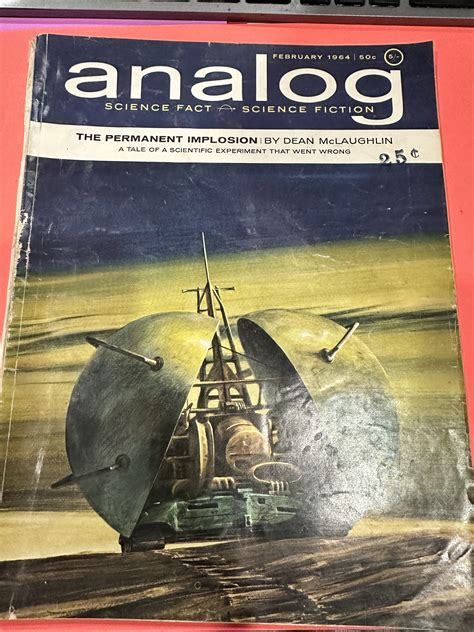 FEBRUARY 1964 | 50c 5/-
analog
SCIENCE FACT SCIENCE FICTION
THE PERMANENT IMPLOSION | BY DEAN McLAUGHLIN
A TALE OF A SCIENTIFIC EXPERIMENT THAT WENT WRONG
25¢